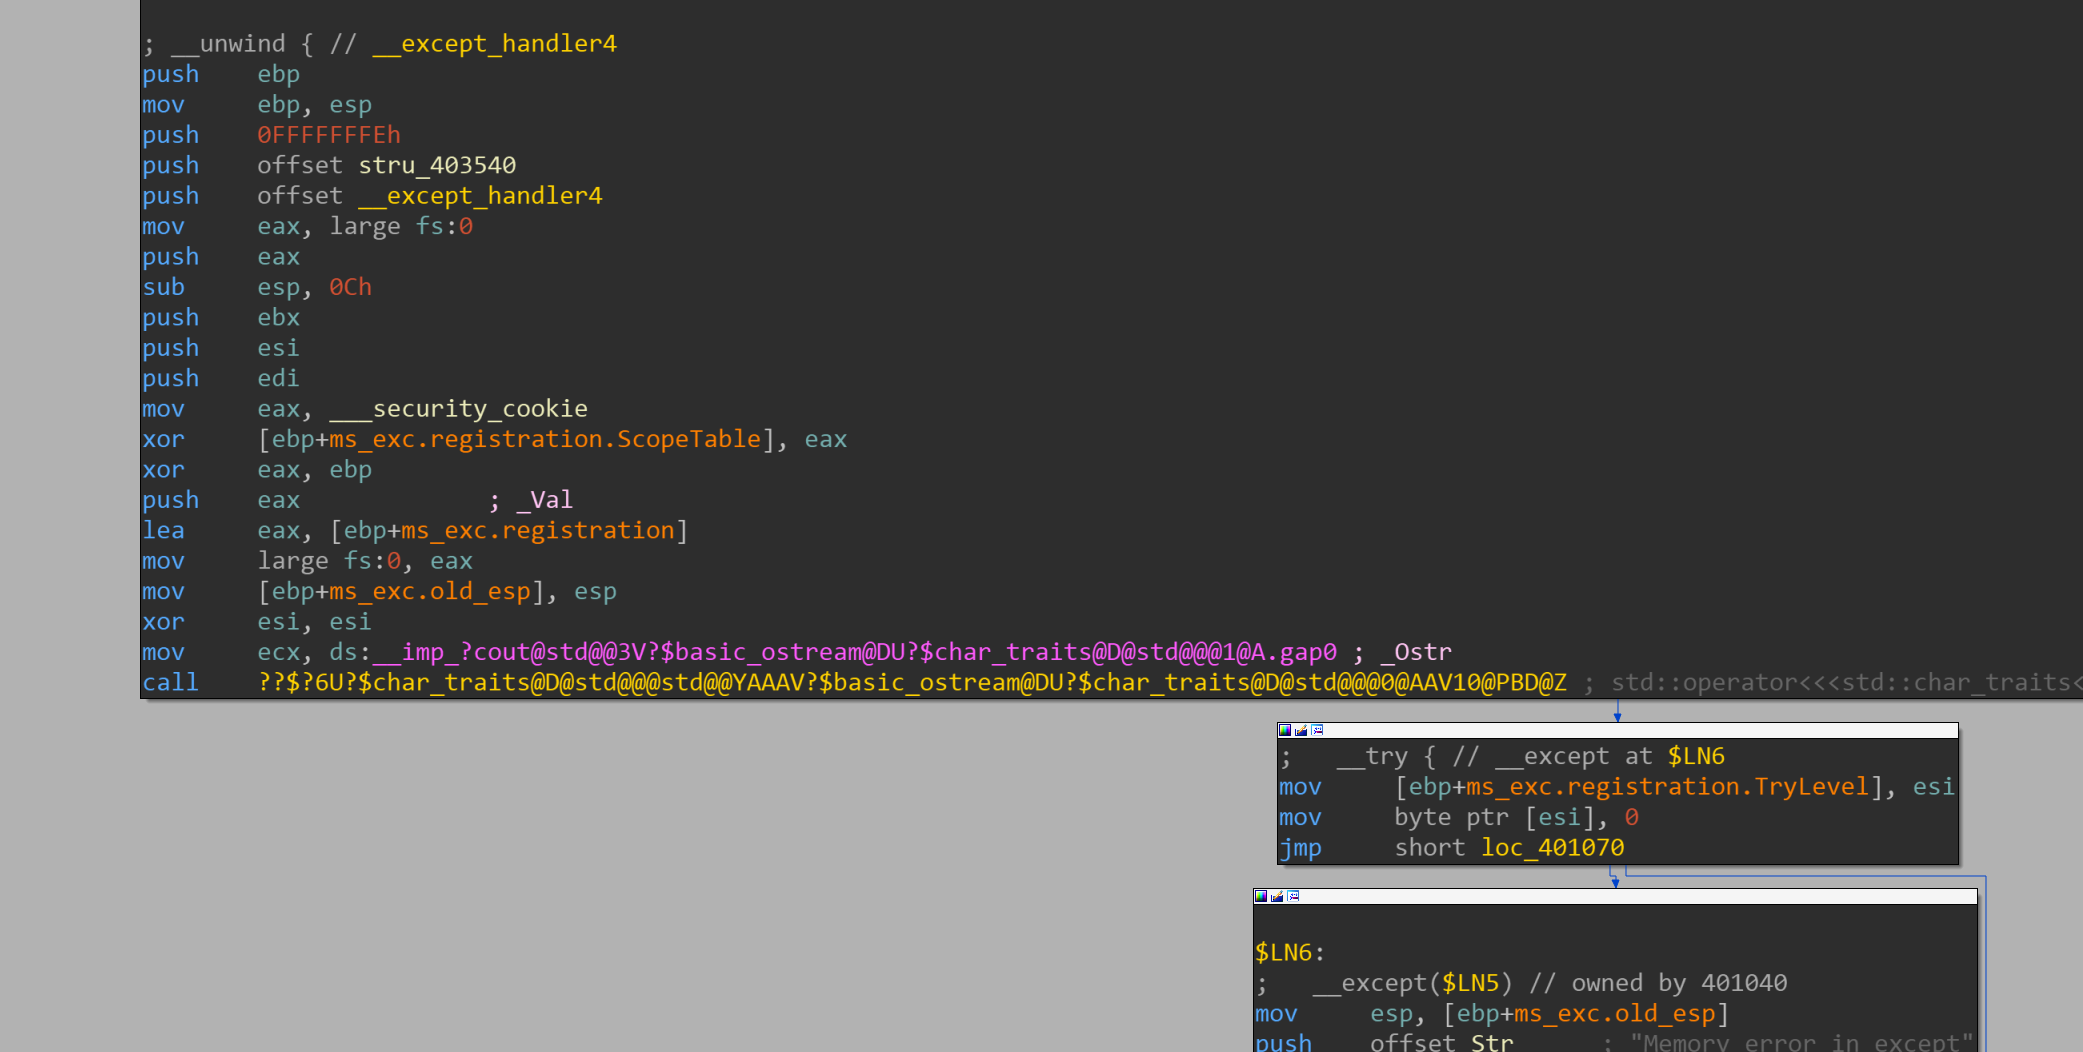 ; __unwind { // __except_handler4
push ebp
mov ebp, esp
push 0FFFFFFFEh
push offset stru_403540
push offset __except_handler4
mov eax, large fs:0
push eax
sub esp, 0Ch
push ebx
push esi
push edi
mov eax, ___security_cookie
xor [ebp+ms_exc.registration.ScopeTable], eax
xor eax, ebp
push eax ; _Val
lea eax, [ebp+ms_exc.registration]
mov large fs:0, eax
mov [ebp+ms_exc.old_esp], esp
xor esi, esi
mov ecx, ds:__imp_?cout@std@@3V?$basic_ostream@DU?$char_traits@D@std@@@1@A.gap0 ; _Ostr
call ??$?6U?$char_traits@D@std@@@std@@YAAAV?$basic_ostream@DU?$char_traits@D@std@@@0@AAV10@PBD@Z ; std::operator<<<std::char_traits<
; __try { // __except at $LN6
mov [ebp+ms_exc.registration.TryLevel], esi
mov byte ptr [esi], 0
jmp short loc_401070
$LN6:
; __except($LN5) // owned by 401040
mov esp, [ebp+ms_exc.old_esp]
push offset Str ; "Memory error in except"